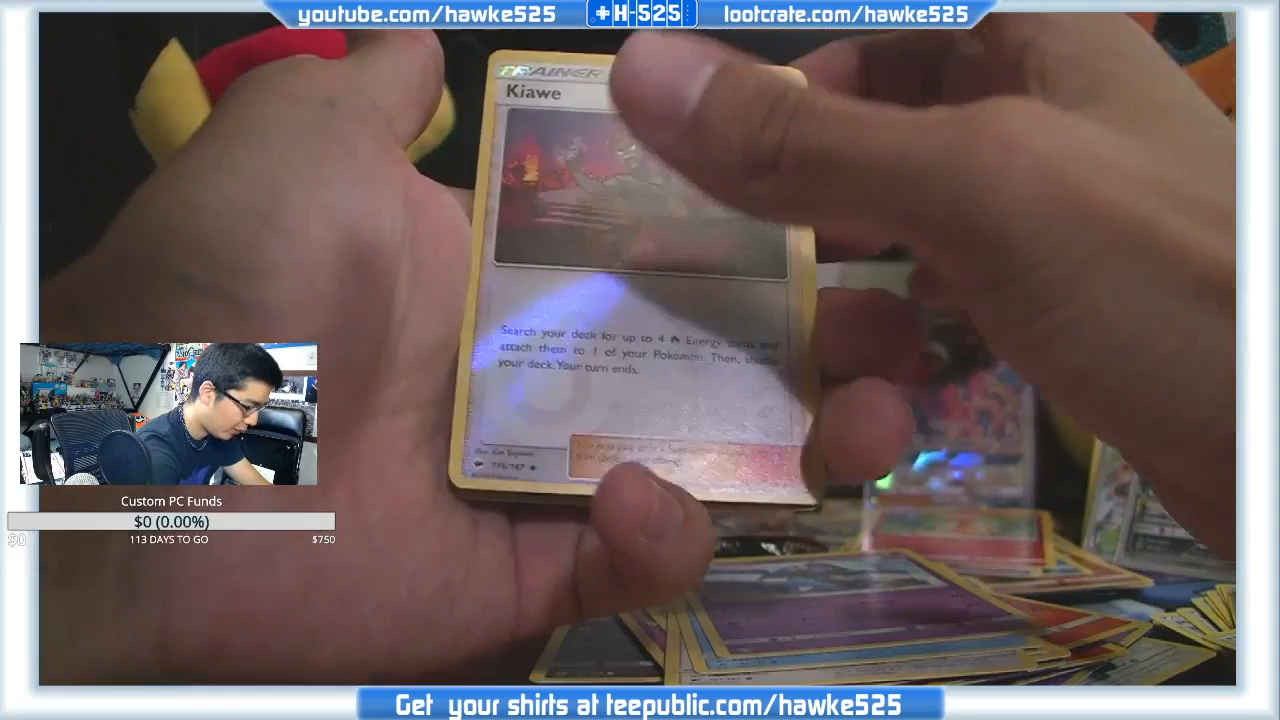 youtube.com/hawke525
H-525
lootcrate.com/hawke525
TRAINER
Kiawe
Search your deck for up to 4 Energy cards and
attach them to 1 of your Pokémon. Then, shuffle
your deck. Your turn ends.
116/147
Custom PC Funds
$0 (0.00%)
$0
113 DAYS TO GO
$750
Get your shirts at teepublic.com/hawke525